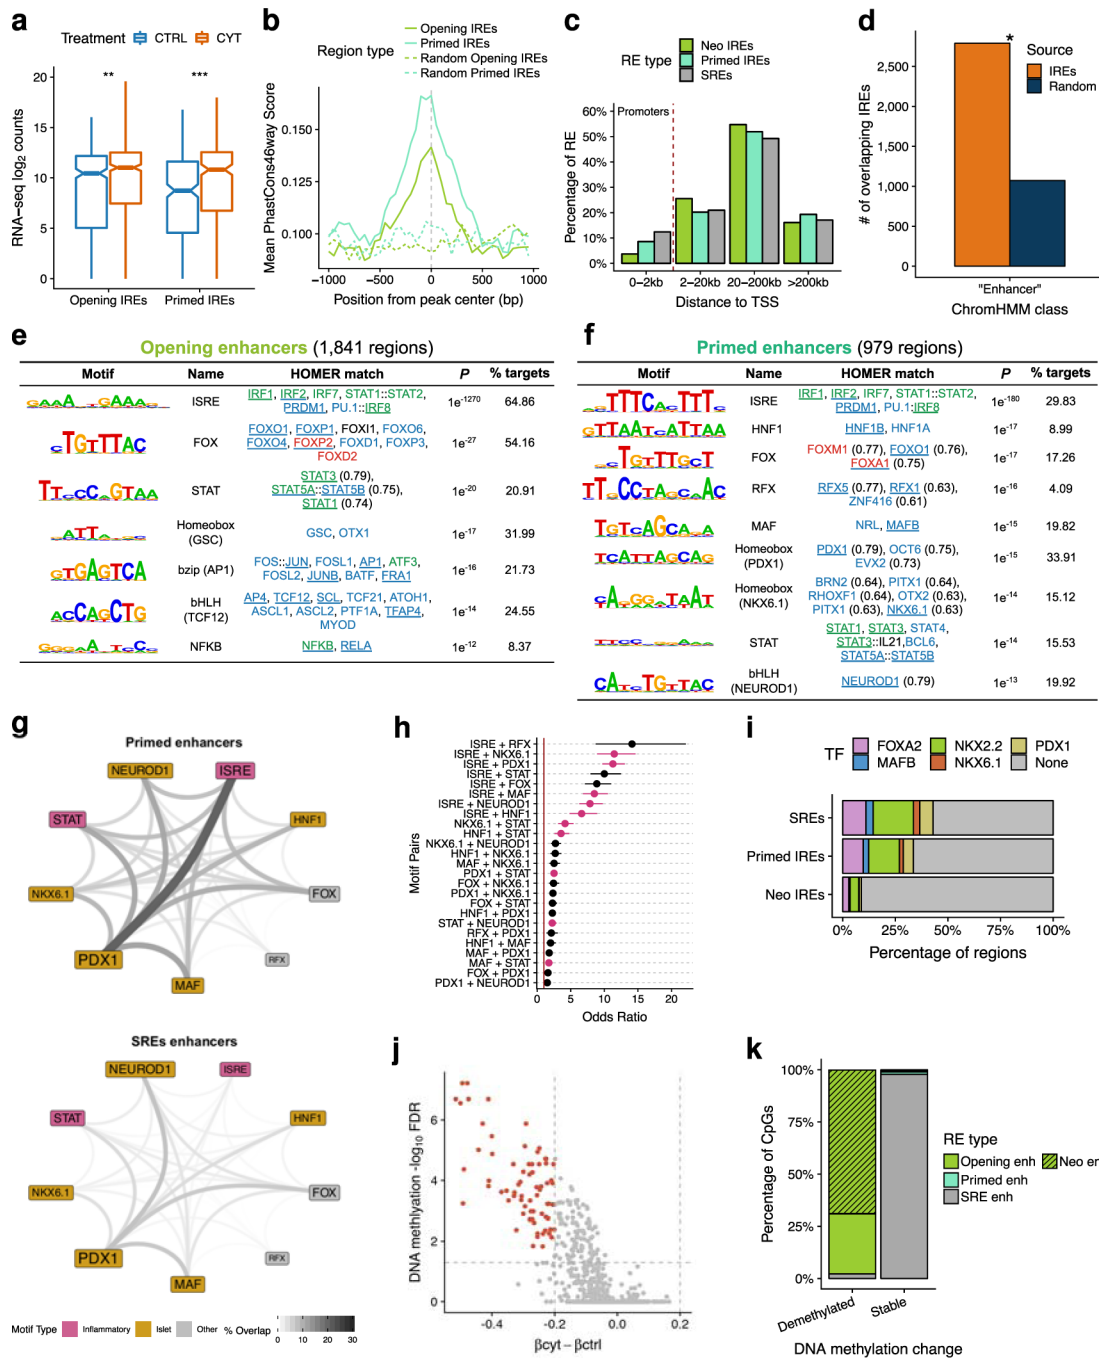 a
Treatment CTRL CYT
RNA−seq log2 counts
20
15
10
5
0
**
***
Opening IREs
Primed IREs
b
Region type
Opening IREs
Primed IREs
Random Opening IREs
Random Primed IREs
Mean PhastCons46way Score
0.150
0.125
0.100
−1000 −500 0 500 1000
Position from peak center (bp)
c
RE type
Neo IREs
Primed IREs
SREs
Percentage of RE
Promoters
60%
50%
40%
30%
20%
10%
0%
0−2kb 2−20kb 20−200kb >200kb
Distance to TSS
d
*
Source
IREs
Random
# of overlapping IREs
2,500
2,000
1,500
1,000
500
0
"Enhancer"
ChromHMM class
e
Opening enhancers (1,841 regions)
Motif Name HOMER match P % targets
ISRE IRF1, IRF2, IRF7, STAT1::STAT2, PRDM1, PU.1::IRF8 1e-1270 64.86
cTGtTTAC FOX FOXO1, FOXP1, FOXI1, FOXO6, FOXO4, FOXP2, FOXD1, FOXP3, FOXD2 1e-27 54.16
STAT STAT3 (0.79), STAT5A::STAT5B (0.75), STAT1 (0.74) 1e-20 20.91
Homeobox (GSC) GSC, OTX1 1e-17 31.99
GTGAGTCA bzip (AP1) FOS::JUN, FOSL1, AP1, ATF3, FOSL2, JUNB, BATF, FRA1 1e-16 21.73
ACCAGCTG bHLH (TCF12) AP4, TCF12, SCL, TCF21, ATOH1, ASCL1, ASCL2, PTF1A, TFAP4, MYOD 1e-14 24.55
NFKB NFKB, RELA 1e-12 8.37
f
Primed enhancers (979 regions)
Motif Name HOMER match P % targets
ISRE IRF1, IRF2, IRF7, STAT1::STAT2, PRDM1, PU.1::IRF8 1e-180 29.83
HNF1 HNF1B, HNF1A 1e-17 8.99
FOX FOXM1 (0.77), FOXO1 (0.76), FOXA1 (0.75) 1e-17 17.26
RFX RFX5 (0.77), RFX1 (0.63), ZNF416 (0.61) 1e-16 4.09
MAF NRL, MAFB 1e-15 19.82
TCATTAGCAG Homeobox (PDX1) PDX1 (0.79), OCT6 (0.75), EVX2 (0.73) 1e-15 33.91
Homeobox (NKX6.1) BRN2 (0.64), PITX1 (0.64), RHOXF1 (0.64), OTX2 (0.63), PITX1 (0.63), NKX6.1 (0.63) 1e-14 15.12
STAT STAT1, STAT3, STAT4, STAT3::IL21,BCL6, STAT5A::STAT5B 1e-14 15.53
bHLH (NEUROD1) NEUROD1 (0.79) 1e-13 19.92
g
Primed enhancers
NEUROD1
ISRE
STAT
HNF1
NKX6.1
FOX
PDX1
RFX
MAF
SREs enhancers
NEUROD1
ISRE
STAT
HNF1
NKX6.1
FOX
PDX1
RFX
MAF
Motif Type Inflammatory Islet Other % Overlap
0 10 20 30
h
Motif Pairs
ISRE + RFX
ISRE + NKX6.1
ISRE + PDX1
ISRE + STAT
ISRE + FOX
ISRE + MAF
ISRE + NEUROD1
ISRE + HNF1
NKX6.1 + STAT
HNF1 + STAT
NKX6.1 + NEUROD1
HNF1 + NKX6.1
MAF + NKX6.1
PDX1 + STAT
FOX + NKX6.1
PDX1 + NKX6.1
FOX + STAT
HNF1 + PDX1
STAT + NEUROD1
RFX + PDX1
HNF1 + MAF
MAF + PDX1
MAF + STAT
FOX + PDX1
PDX1 + NEUROD1
0 5 10 15 20
Odds Ratio
i
TF
FOXA2 NKX2.2 PDX1
MAFB NKX6.1 None
SREs
Primed IREs
Neo IREs
0% 25% 50% 75% 100%
Percentage of regions
j
DNA methlyation -log10 FDR
6
4
2
0
-0.4 -0.2 0.0 0.2
βcyt − βctrl
k
Percentage of CpGs
100%
75%
50%
25%
0%
RE type
Opening enh Neo en
Primed enh
SRE enh
Demethylated
Stable
DNA methylation change